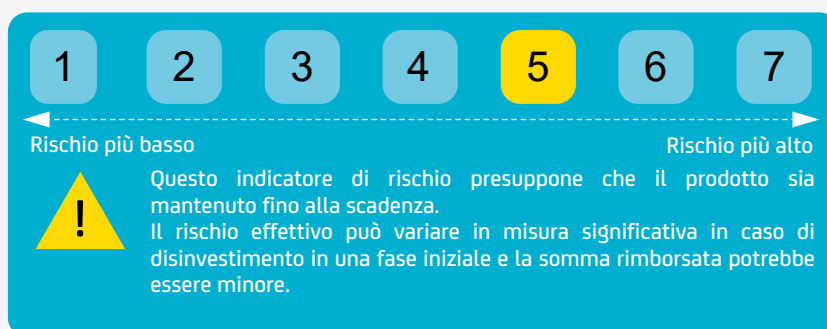 1 2 3 4 5 6 7
Rischio più basso Rischio più alto
!
Questo indicatore di rischio presuppone che il prodotto sia
mantenuto fino alla scadenza.
Il rischio effettivo può variare in misura significativa in caso di
disinvestimento in una fase iniziale e la somma rimborsata potrebbe
essere minore.